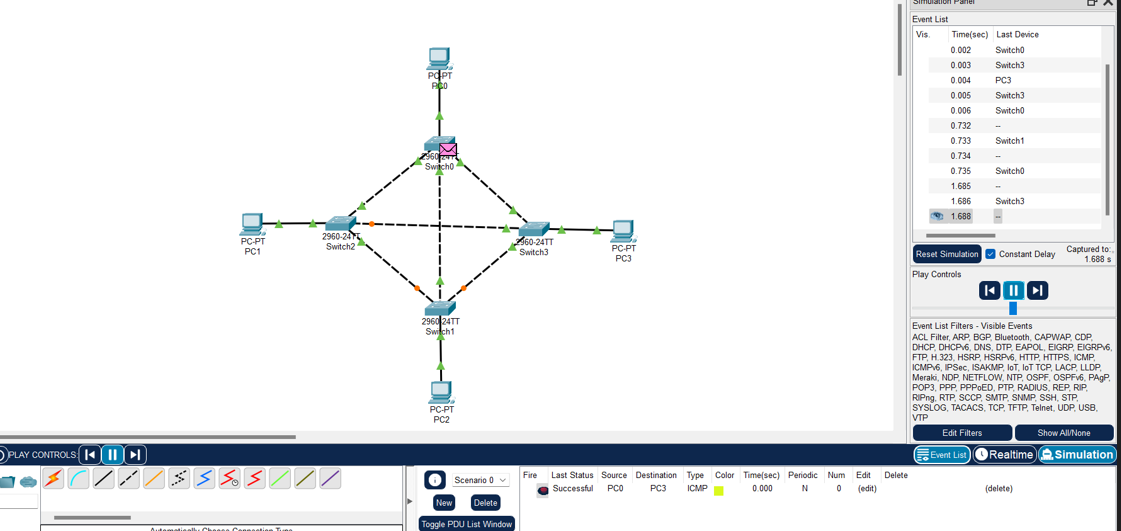 Simulation Panel
Event List
Vis. Time(sec) Last Device
0.002 Switch0
0.003 Switch3
0.004 PC3
0.005 Switch3
0.006 Switch0
0.732 --
0.733 Switch1
0.734 --
0.735 Switch0
1.685 --
1.686 Switch3
1.688 --
Reset Simulation Constant Delay Captured to:,
1.688 s
Play Controls
Event List Filters - Visible Events
ACL Filter, ARP, BGP, Bluetooth, CAPWAP, CDP,
DHCP, DHCPv6, DNS, DTP, EAPOL, EIGRP, EIGRPv6,
FTP, H.323, HSRP, HSRPv6, HTTP, HTTPS, ICMP,
ICMPv6, IPSec, ISAKMP, IoT, IoT TCP, LACP, LLDP,
Meraki, NDP, NETFLOW, NTP, OSPF, OSPFv6, PAgP,
POP3, PPP, PPPoED, PTP, RADIUS, REP, RIP,
RIPng, RTP, SCCP, SMTP, SNMP, SSH, STP,
SYSLOG, TACACS, TCP, TFTP, Telnet, UDP, USB,
VTP
Edit Filters Show All/None
Event List Realtime Simulation
PC-PT
PC0
2960-24TT
Switch0
PC-PT
PC1
2960-24TT
Switch2
2960-24TT
Switch3
PC-PT
PC3
2960-24TT
Switch1
PC-PT
PC2
PLAY CONTROLS:
Scenario 0
New Delete
Toggle PDU List Window
Fire Last Status Source Destination Type Color Time(sec) Periodic Num Edit Delete
Successful PC0 PC3 ICMP 0.000 N 0 (edit) (delete)
Automatically Choose Connection Type